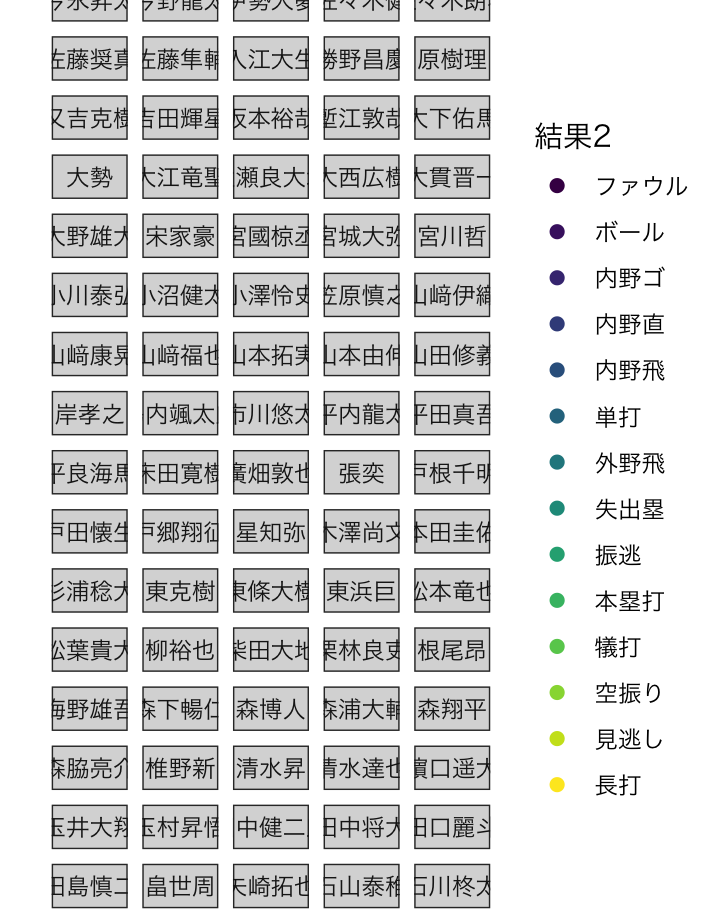 佐藤奨真 佐藤隼輔 入江大生 勝野昌慶 原樹理
又吉克樹 吉田輝星 坂本裕哉 堀江敦哉 大下佑馬
大勢 大江竜聖 瀬良大 大西広樹 大貫晋一
大野雄大 宋家豪 宮國椋丞 宮城大弥 宮川哲
小川泰弘 小沼健太 小澤怜史 笠原慎之 山﨑伊織
山﨑康晃 山﨑福也 山本拓実 山本由伸 山田修義
岸孝之 内颯太 市川悠太 平内龍太 平田真吾
平良海馬 床田寛樹 廣畑敦也 張奕 戸根千明
戸田懐生 戸郷翔征 星知弥 木澤尚文 本田圭佑
杉浦稔大 東克樹 東條大樹 東浜巨 松本竜也
松葉貴大 柳裕也 柴田大地 栗林良吏 根尾昂
梅野雄吾 森下暢仁 森博人 森浦大輔 森翔平
森脇亮介 椎野新 清水昇 清水達也 濵口遥大
玉井大翔 玉村昇悟 中健二 田中将大 田口麗斗
田島慎二 畠世周 矢崎拓也 石山泰稚 石川柊太
結果2
ファウル
ボール
内野ゴ
内野直
内野飛
単打
外野飛
失出塁
振逃
本塁打
犠打
空振り
見逃し
長打